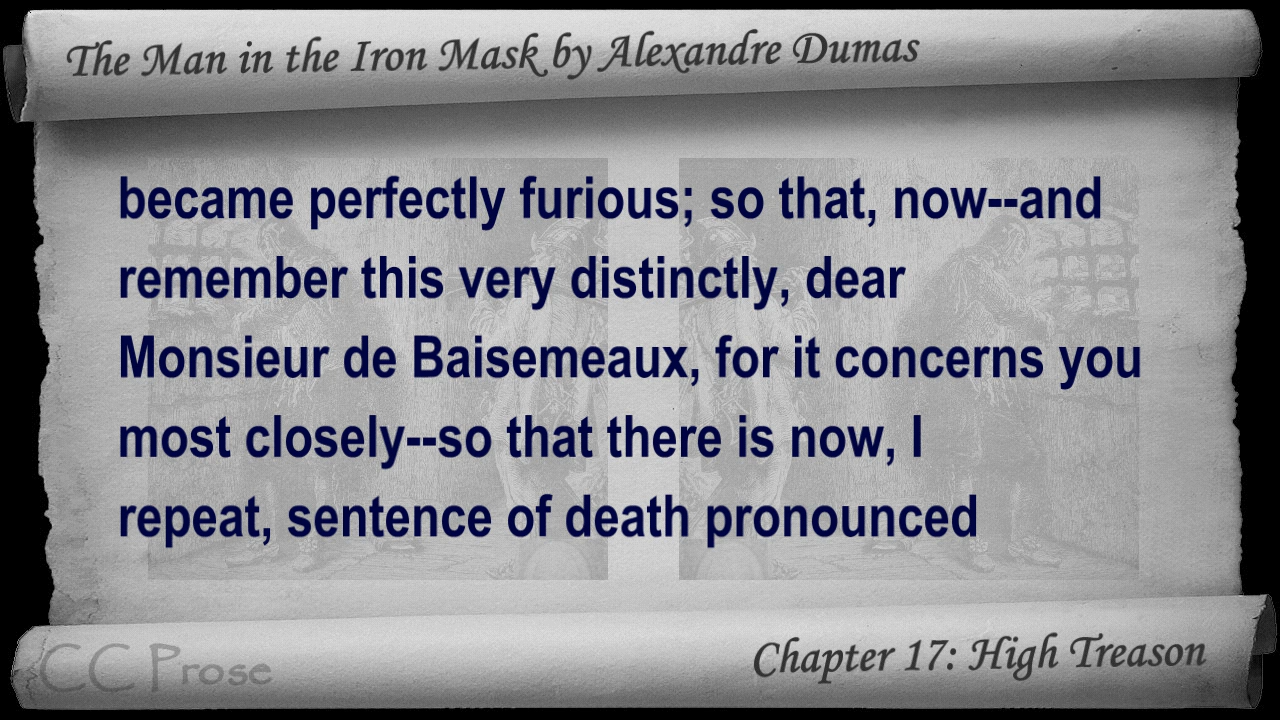 The Man in the Iron Mask by Alexandre Dumas
became perfectly furious; so that, now--and
remember this very distinctly, dear
Monsieur de Baisemeaux, for it concerns you
most closely--so that there is now, I
repeat, sentence of death pronounced
CC Prose
Chapter 17: High Treason